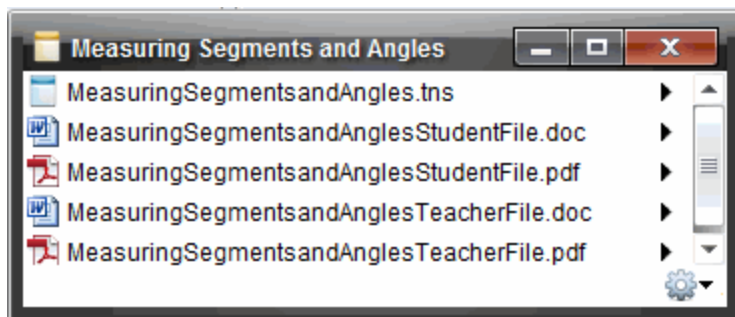 Measuring Segments and Angles
MeasuringSegmentsandAngles.tns
MeasuringSegmentsandAnglesStudentFile.doc
MeasuringSegmentsandAnglesStudentFile.pdf
MeasuringSegmentsandAnglesTeacherFile.doc
MeasuringSegmentsandAnglesTeacherFile.pdf